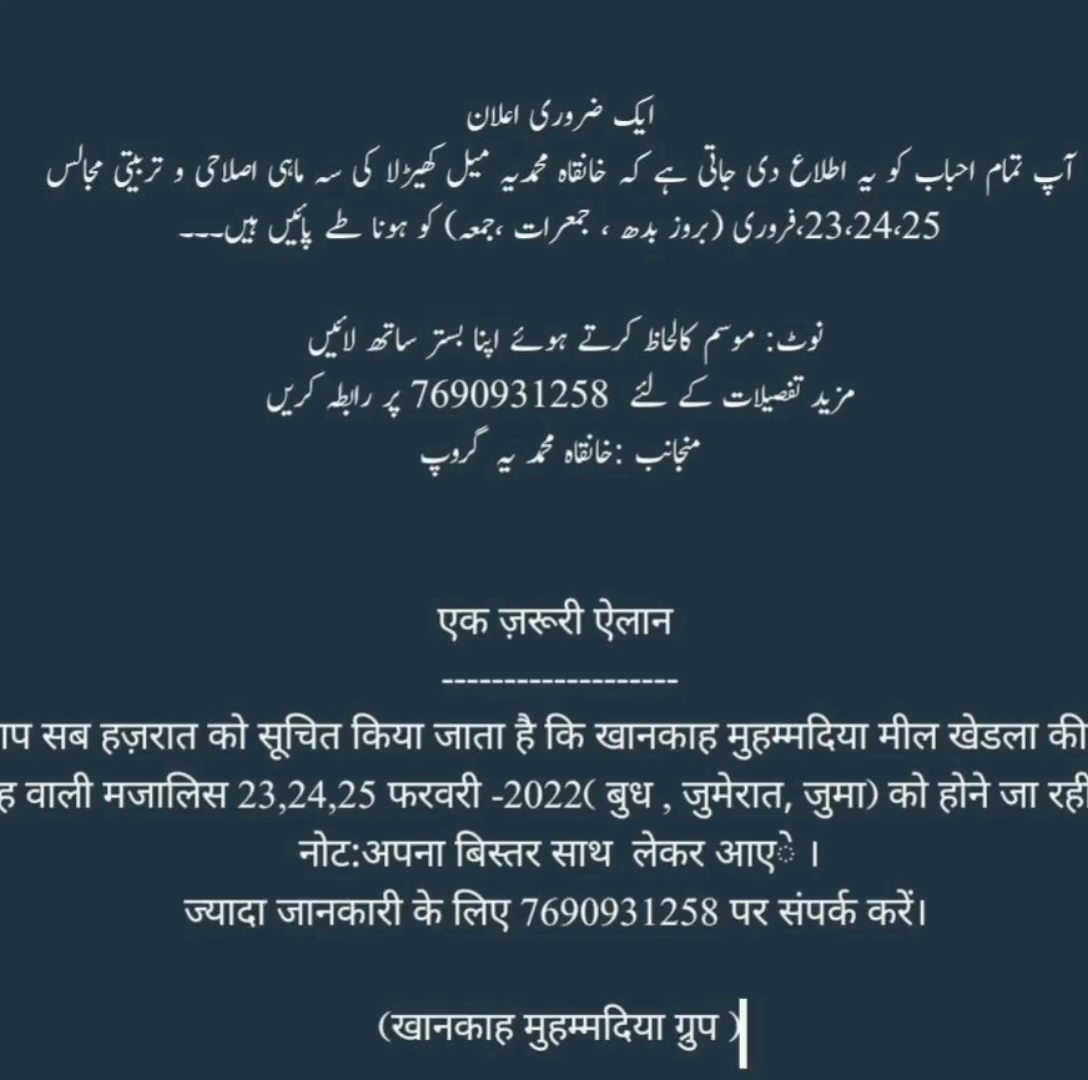 ایک ضروری اعلان
آپ تمام احباب کو یہ اطلاع دی جاتی ہے کہ خانقاہ محمدیہ میل کھیڑلا کی سہ ماہی اصلاحی و تربیتی مجالس
23،24،25،فروری (بروز بدھ ، جمعرات ،جمعہ) کو ہونا طے پائیں ہیں۔۔۔
نوٹ: موسم کالحاظ کرتے ہوئے اپنا بستر ساتھ لائیں
مزید تفصیلات کے لئے 7690931258 پر رابطہ کریں
منجانب :خانقاہ محمد یہ گروپ
एक ज़रूरी ऐलान
-------------------
ाप सब हज़रात को सूचित किया जाता है कि खानकाह मुहम्मदिया मील खेडला की
ह वाली मजालिस 23,24,25 फरवरी -2022( बुध , जुमेरात, जुमा) को होने जा रही
नोट:अपना बिस्तर साथ लेकर आएे ।
ज्यादा जानकारी के लिए 7690931258 पर संपर्क करें।
(खानकाह मुहम्मदिया ग्रुप )